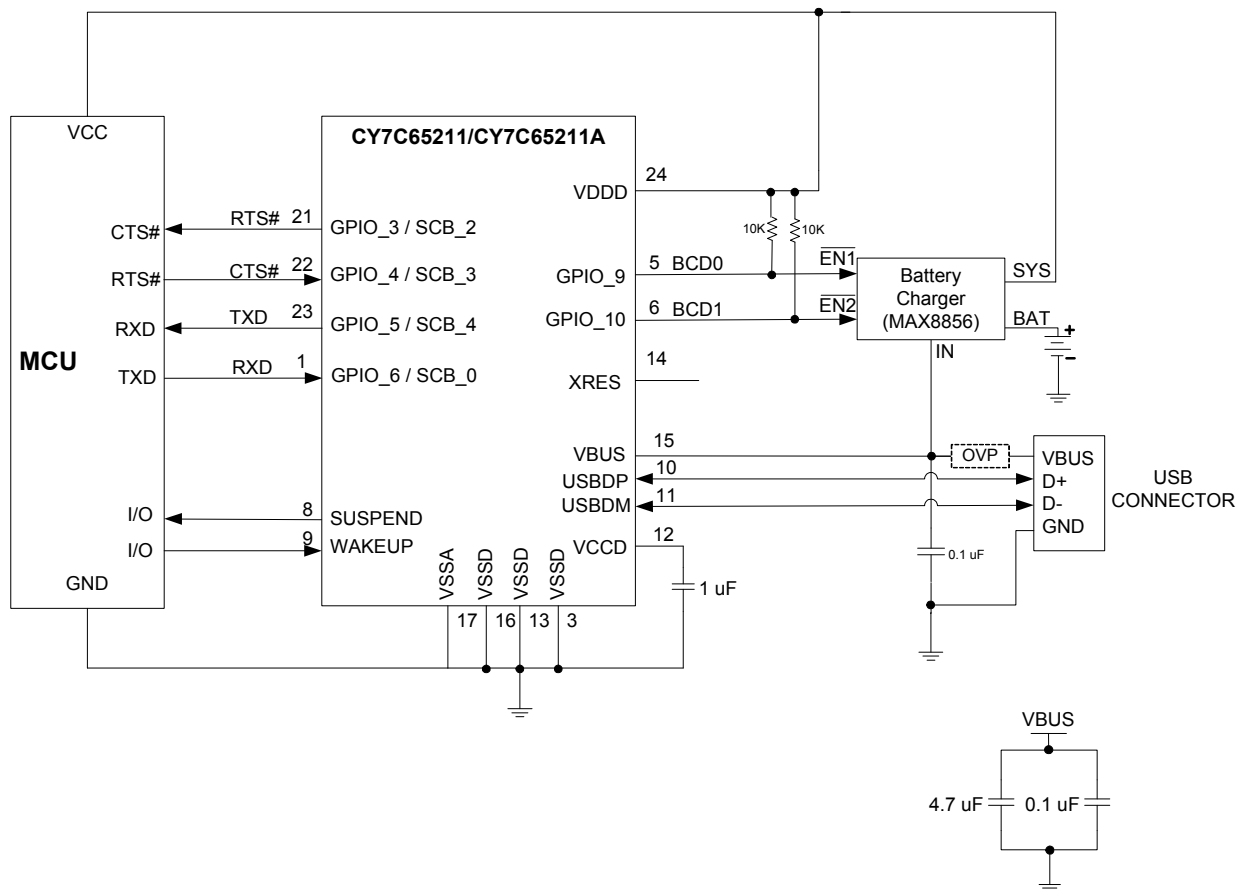 MCU
VCC
CTS#
RTS#
RXD
TXD
I/O
I/O
GND
RTS# 21
CTS# 22
TXD 23
RXD 1
8
9
CY7C65211/CY7C65211A
GPIO_3 / SCB_2
GPIO_4 / SCB_3
GPIO_5 / SCB_4
GPIO_6 / SCB_0
SUSPEND
WAKEUP
VDDD
GPIO_9
GPIO_10
XRES
VBUS
USBDP
USBDM
VCCD
VSSA
VSSD
VSSD
VSSD
17
16
13
3
24
5 BCD0
6 BCD1
14
15
10
11
12
1 uF
10K
10K
EN1
EN2
Battery
Charger
(MAX8856)
SYS
BAT
IN
+
-
OVP
VBUS
D+
D-
GND
USB
CONNECTOR
0.1 uF
VBUS
4.7 uF
0.1 uF